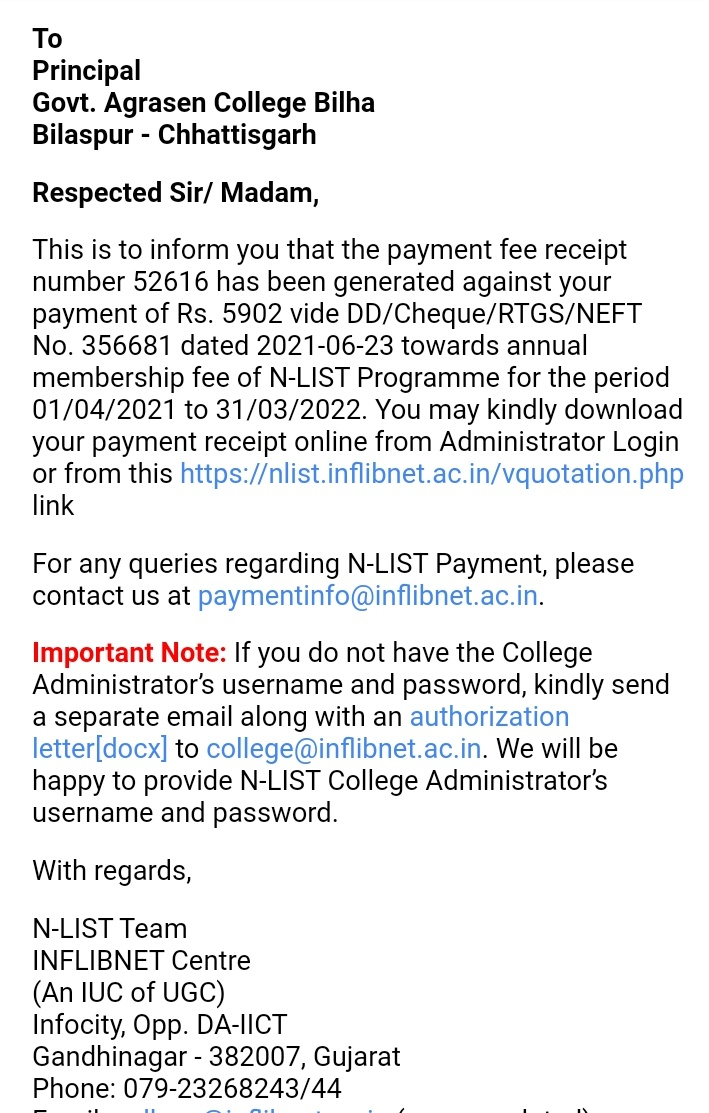 To
Principal
Govt. Agrasen College Bilha
Bilaspur - Chhattisgarh
Respected Sir/ Madam,
This is to inform you that the payment fee receipt
number 52616 has been generated against your
payment of Rs. 5902 vide DD/Cheque/RTGS/NEFT
No. 356681 dated 2021-06-23 towards annual
membership fee of N-LIST Programme for the period
01/04/2021 to 31/03/2022. You may kindly download
your payment receipt online from Administrator Login
or from this https://nlist.inflibnet.ac.in/vquotation.php
link
For any queries regarding N-LIST Payment, please
contact us at paymentinfo@inflibnet.ac.in.
Important Note: If you do not have the College
Administrator’s username and password, kindly send
a separate email along with an authorization
letter[docx] to college@inflibnet.ac.in. We will be
happy to provide N-LIST College Administrator’s
username and password.
With regards,
N-LIST Team
INFLIBNET Centre
(An IUC of UGC)
Infocity, Opp. DA-IICT
Gandhinagar - 382007, Gujarat
Phone: 079-23268243/44